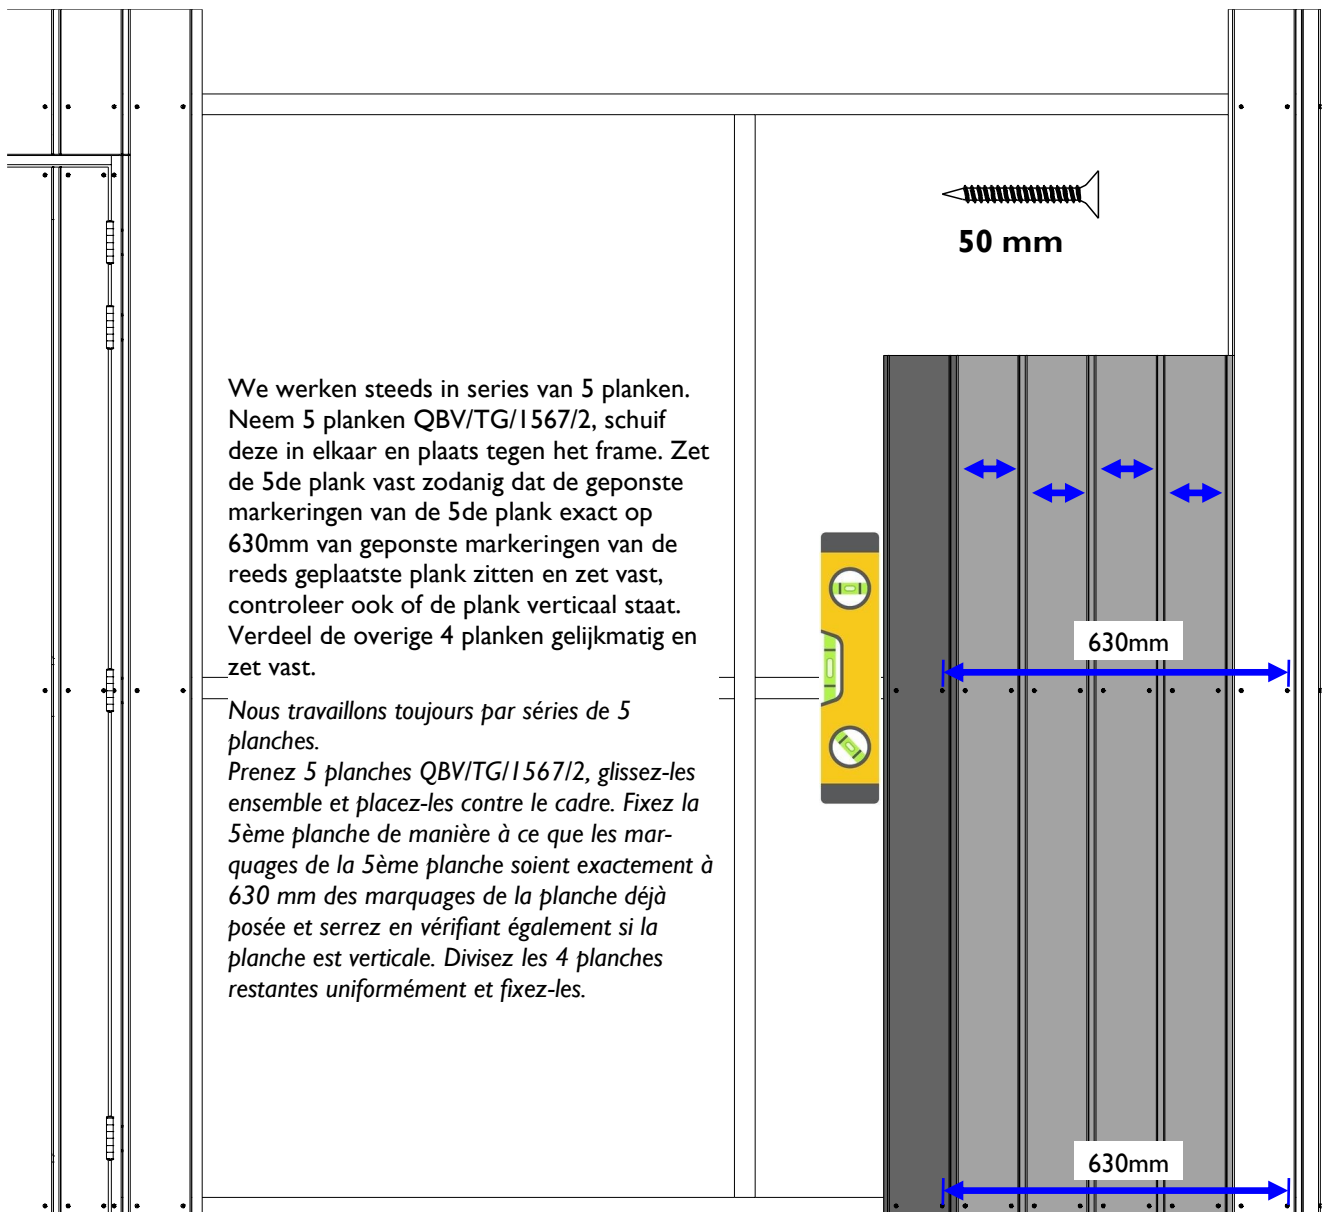 50 mm
We werken steeds in series van 5 planken.
Neem 5 planken QBV/TG/1567/2, schuif
deze in elkaar en plaats tegen het frame. Zet
de 5de plank vast zodanig dat de geponste
markeringen van de 5de plank exact op
630mm van geponste markeringen van de
reeds geplaatste plank zitten en zet vast,
controleer ook of de plank verticaal staat.
Verdeel de overige 4 planken gelijkmatig en
zet vast.
Nous travaillons toujours par séries de 5
planches.
Prenez 5 planches QBV/TG/1567/2, glissez-les
ensemble et placez-les contre le cadre. Fixez la
5ème planche de manière à ce que les mar-
quages de la 5ème planche soient exactement à
630 mm des marquages de la planche déjà
posée et serrez en vérifiant également si la
planche est verticale. Divisez les 4 planches
restantes uniformément et fixez-les.
630mm
630mm